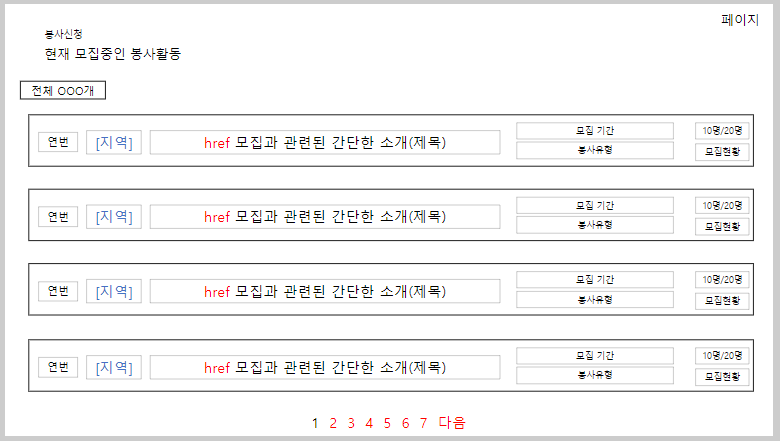 페이지
봉사신청
현재 모집중인 봉사활동
전체 OOO개
연번 [지역] href 모집과 관련된 간단한 소개(제목) 모집 기간 10명/20명
봉사유형 모집현황
연번 [지역] href 모집과 관련된 간단한 소개(제목) 모집 기간 10명/20명
봉사유형 모집현황
연번 [지역] href 모집과 관련된 간단한 소개(제목) 모집 기간 10명/20명
봉사유형 모집현황
연번 [지역] href 모집과 관련된 간단한 소개(제목) 모집 기간 10명/20명
봉사유형 모집현황
1 2 3 4 5 6 7 다음